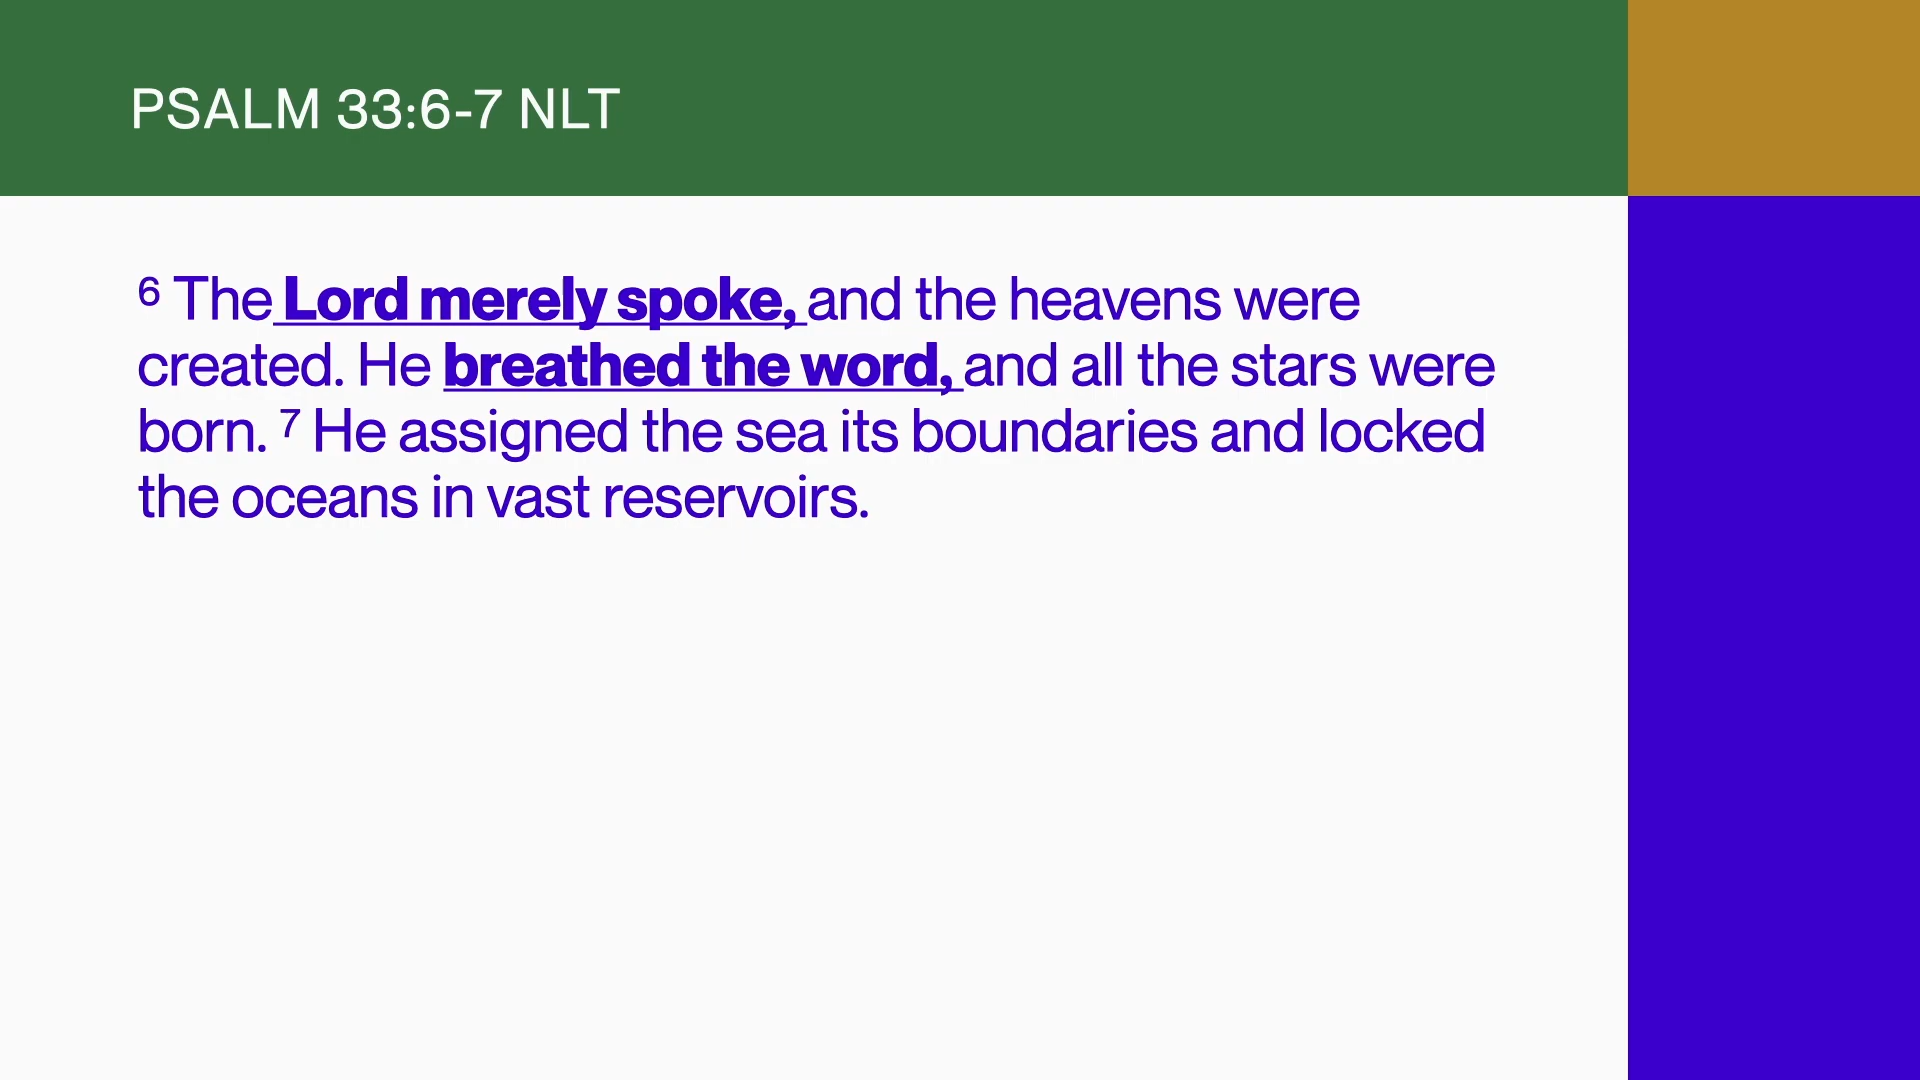 PSALM 33:6-7 NLT
6 The Lord merely spoke, and the heavens were
created. He breathed the word, and all the stars were
born. 7 He assigned the sea its boundaries and locked
the oceans in vast reservoirs.